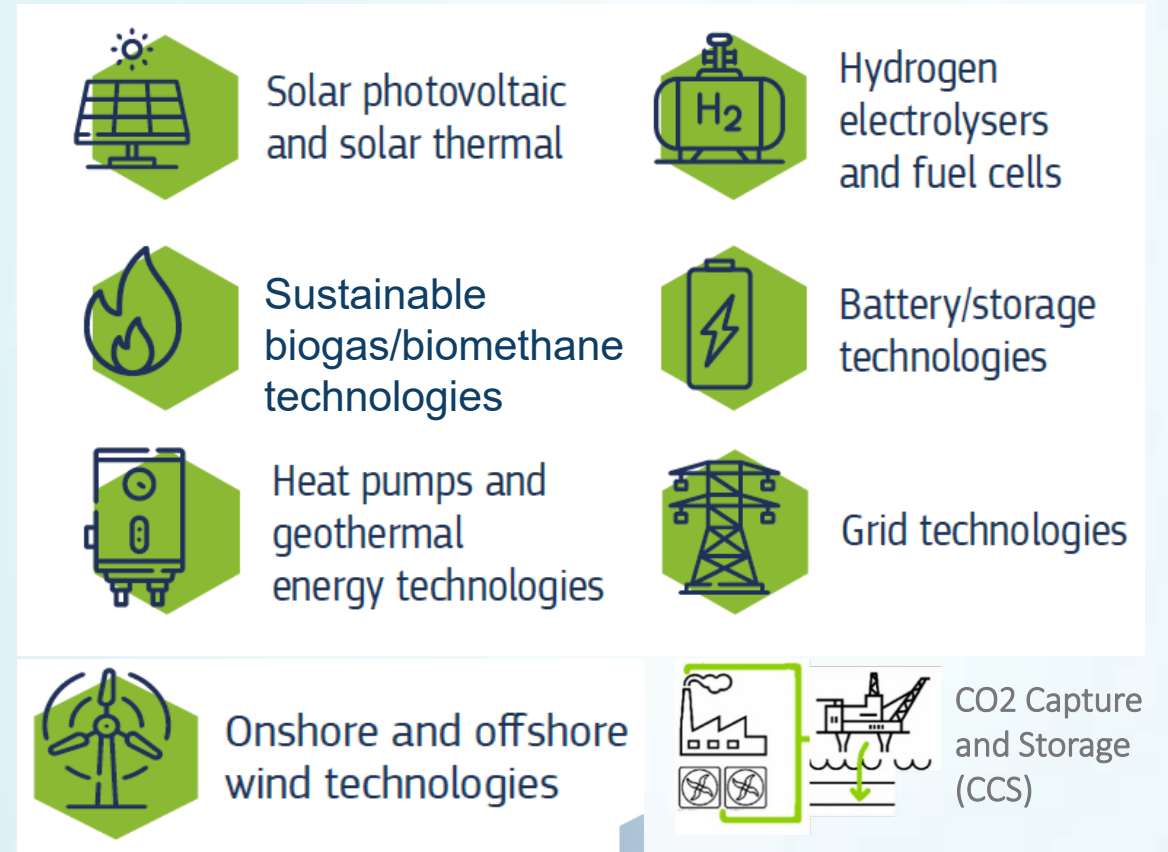 Solar photovoltaic
and solar thermal
H2
Hydrogen
electrolysers
and fuel cells
Sustainable
biogas/biomethane
technologies
Battery/storage
technologies
Heat pumps and
geothermal
energy technologies
Grid technologies
Onshore and offshore
wind technologies
CO2 Capture
and Storage
(CCS)